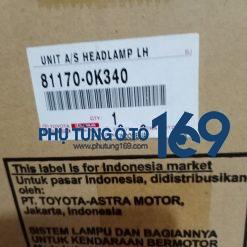 UNIT A/S HEADLAMP LH
81170-0K340
QTY
1
PHỤ TÙNG Ô TÔ 169
https://www.phutung169.com
This label is for Indonesia market
Untuk pasar Indonesia, didistribusikan
oleh:
PT. TOYOTA-ASTRA MOTOR,
Jakarta, Indonesia
SISTEM LAMPU DAN BAGIANNYA
UNTUK KENDARAAN BERMOTOR